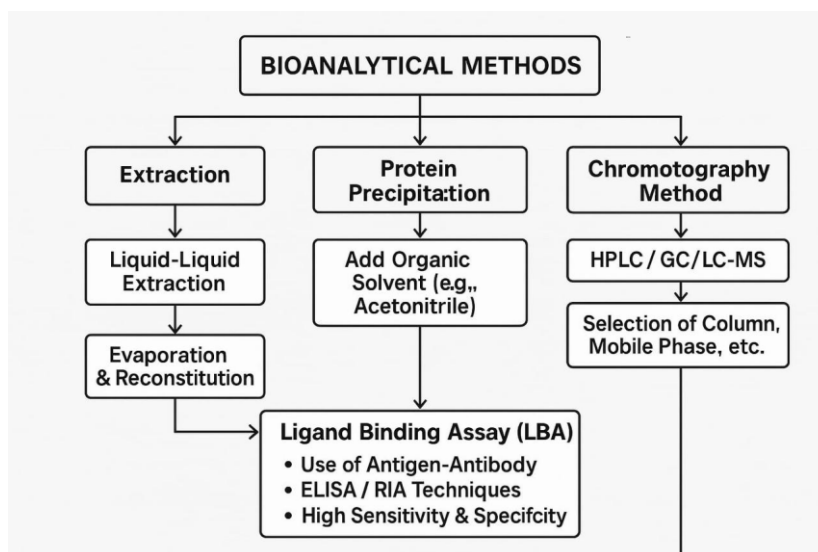 BIOANALYTICAL METHODS
Extraction
Protein
Precipita:tion
Chromotography
Method
Liquid-Liquid
Extraction
Add Organic
Solvent (e.g,,
Acetonitrile)
HPLC / GC/LC-MS
Selection of Column,
Mobile Phase, etc.
Evaporation
& Reconstitution
Ligand Binding Assay (LBA)
• Use of Antigen-Antibody
• ELISA / RIA Techniques
• High Sensitivity & Specifcity